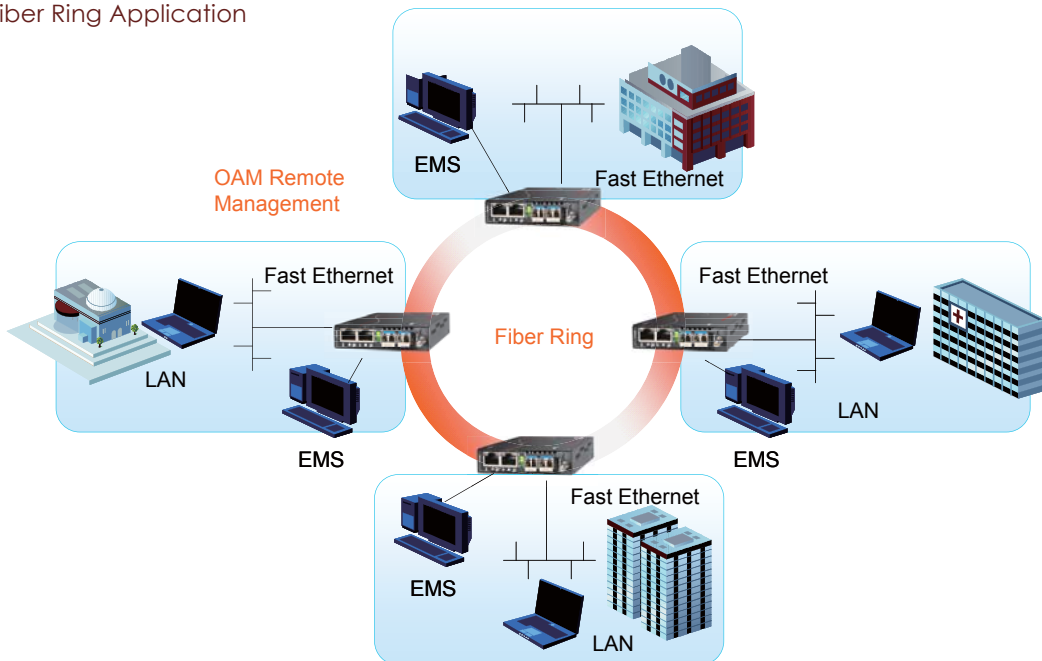 iber Ring Application
EMS
Fast Ethernet
OAM Remote
Management
Fast Ethernet
LAN
EMS
Fiber Ring
Fast Ethernet
LAN
EMS
Fast Ethernet
EMS
LAN